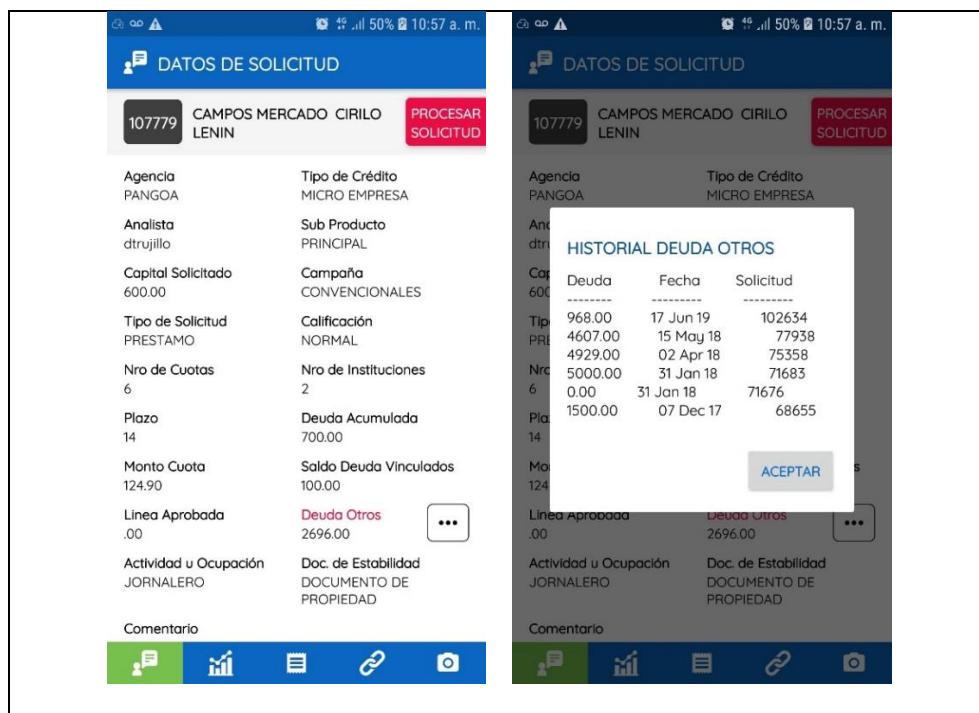 50% 10:57 a. m.
DATOS DE SOLICITUD
107779
CAMPOS MERCADO CIRILO
LENIN
PROCESAR
SOLICITUD
Agencia
PANGOA
Tipo de Crédito
MICRO EMPRESA
Analista
dtrujillo
Sub Producto
PRINCIPAL
Capital Solicitado
600.00
Campaña
CONVENCIONALES
Tipo de Solicitud
PRESTAMO
Calificación
NORMAL
Nro de Cuotas
6
Nro de Instituciones
2
Plazo
14
Deuda Acumulada
700.00
Monto Cuota
124.90
Saldo Deuda Vinculados
100.00
Linea Aprobada
.00
Deuda Otros
2696.00
Actividad u Ocupación
JORNALERO
Doc. de Estabilidad
DOCUMENTO DE
PROPIEDAD
Comentario
50% 10:57 a. m.
DATOS DE SOLICITUD
107779
CAMPOS MERCADO CIRILO
LENIN
PROCESAR
SOLICITUD
Agencia
PANGOA
Tipo de Crédito
MICRO EMPRESA
HISTORIAL DEUDA OTROS
Deuda Fecha Solicitud
-------- --------- ---------
968.00 17 Jun 19 102634
4607.00 15 May 18 77938
4929.00 02 Apr 18 75358
5000.00 31 Jan 18 71683
0.00 31 Jan 18 71676
1500.00 07 Dec 17 68655
ACEPTAR
Linea Aprobada
.00
Deuda Otros
2696.00
Actividad u Ocupación
JORNALERO
Doc. de Estabilidad
DOCUMENTO DE
PROPIEDAD
Comentario